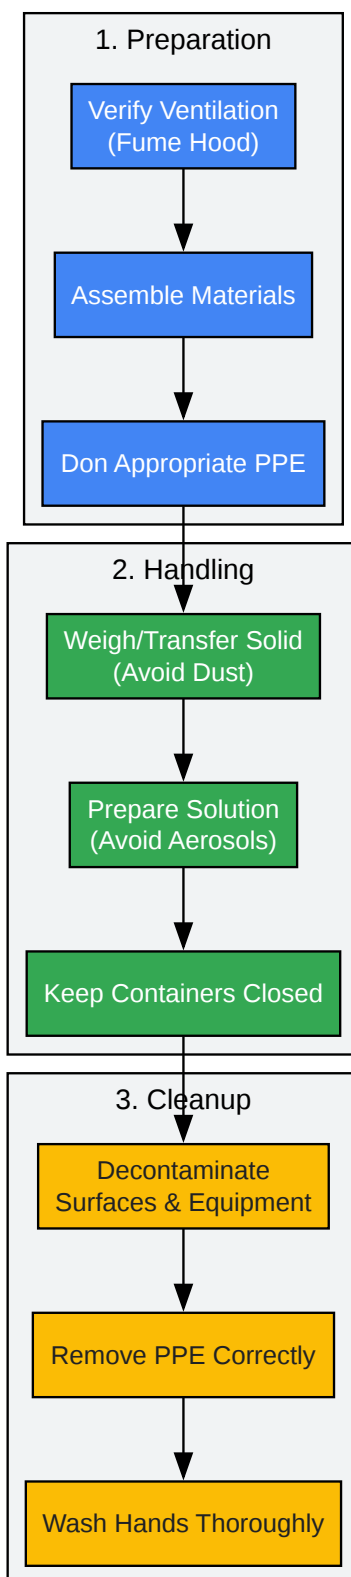 1. Preparation
Verify Ventilation
(Fume Hood)
Assemble Materials
Don Appropriate PPE
2. Handling
Weigh/Transfer Solid
(Avoid Dust)
Prepare Solution
(Avoid Aerosols)
Keep Containers Closed
3. Cleanup
Decontaminate
Surfaces & Equipment
Remove PPE Correctly
Wash Hands Thoroughly